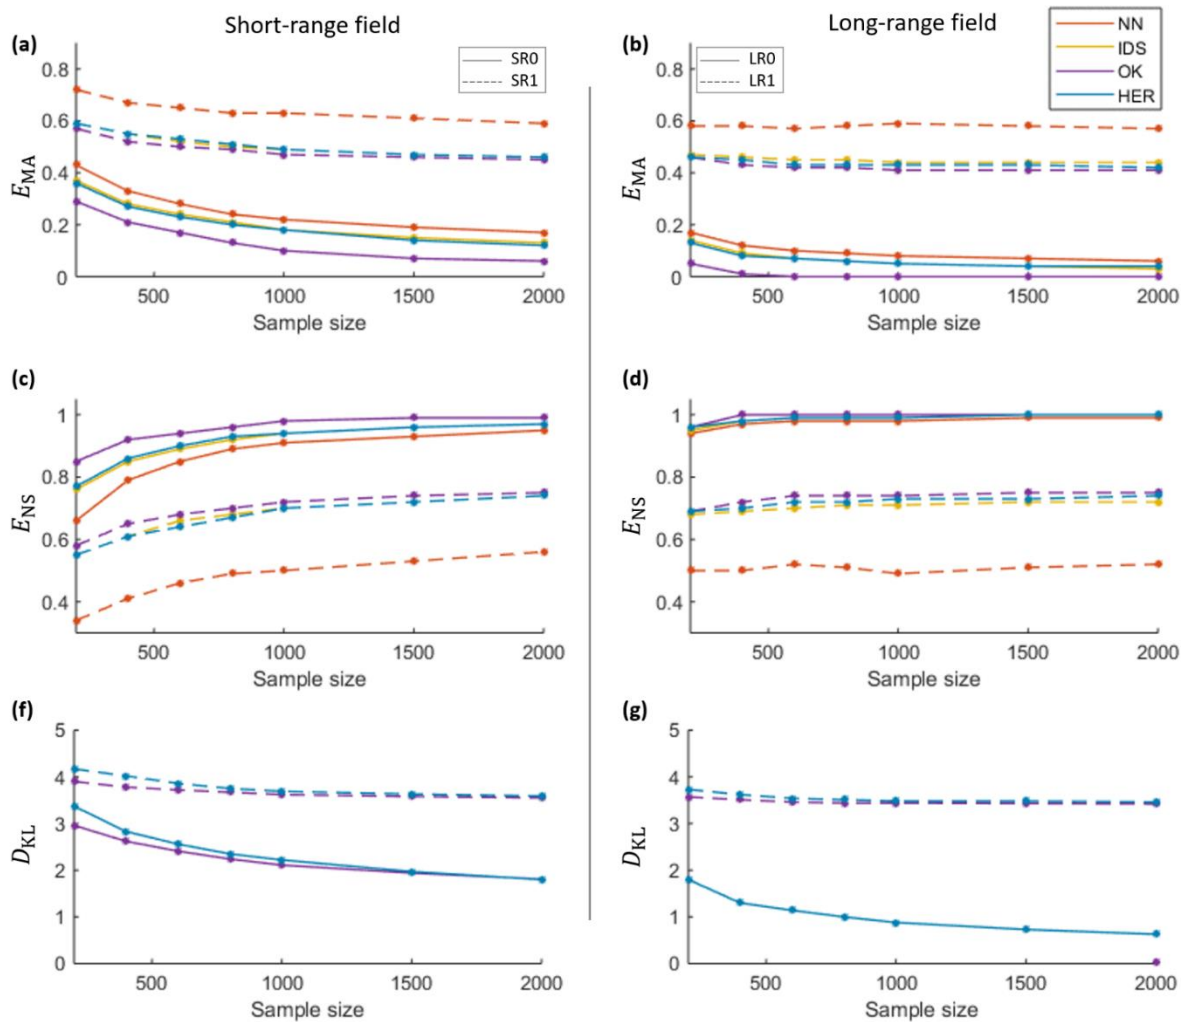 Short-range field
Long-range field
NN
IDS
OK
HER
(a)
SR0
SR1
0.8
0.6
0.4
0.2
0
E_MA
500
1000
1500
2000
Sample size
(b)
LR0
LR1
0.8
0.6
0.4
0.2
0
E_MA
500
1000
1500
2000
Sample size
(c)
1
0.8
0.6
0.4
E_NS
500
1000
1500
2000
Sample size
(d)
1
0.8
0.6
0.4
E_NS
500
1000
1500
2000
Sample size
(f)
5
4
3
2
1
0
D_KL
500
1000
1500
2000
Sample size
(g)
5
4
3
2
1
0
D_KL
500
1000
1500
2000
Sample size